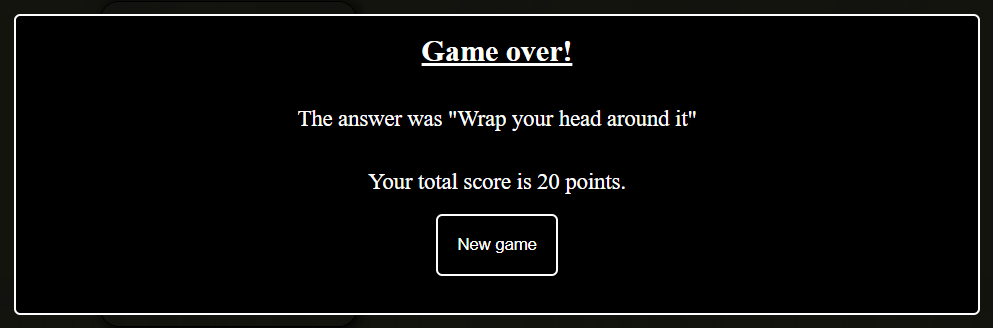 Game over!
The answer was "Wrap your head around it"
Your total score is 20 points.
New game